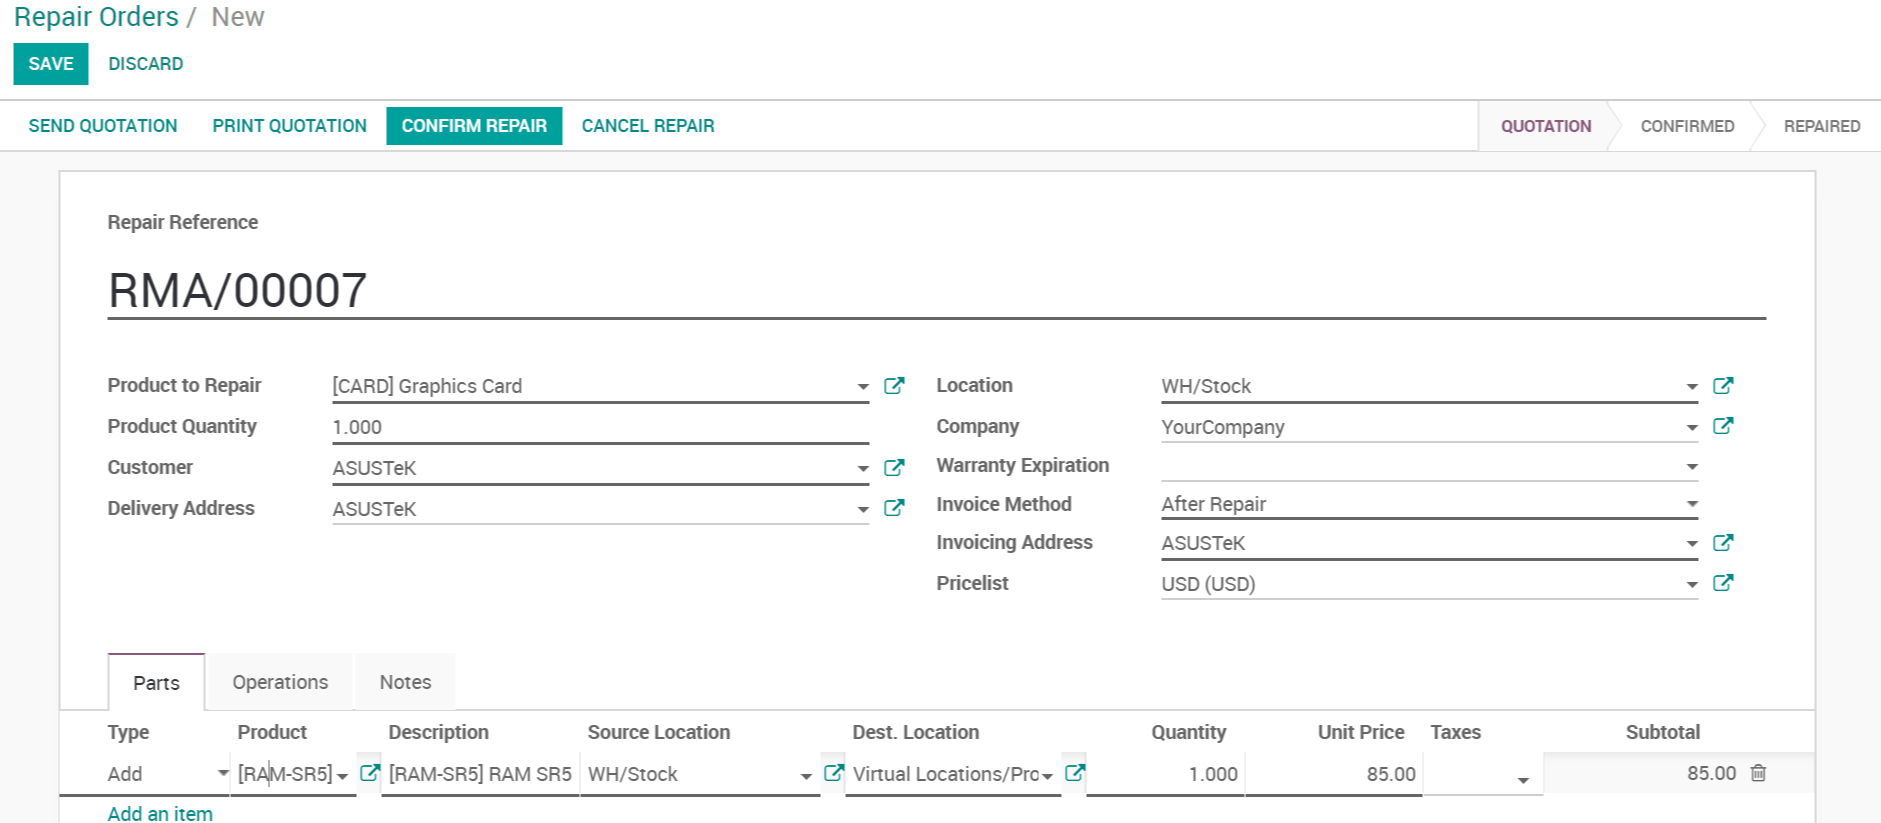 Repair Orders / New
SAVE DISCARD
SEND QUOTATION PRINT QUOTATION CONFIRM REPAIR CANCEL REPAIR QUOTATION CONFIRMED REPAIRED
Repair Reference
RMA/00007
Product to Repair [CARD] Graphics Card
Product Quantity 1.000
Customer ASUSTeK
Delivery Address ASUSTeK
Location WH/Stock
Company YourCompany
Warranty Expiration
Invoice Method After Repair
Invoicing Address ASUSTeK
Pricelist USD (USD)
Parts Operations Notes
Type Product Description Source Location Dest. Location Quantity Unit Price Taxes Subtotal
Add [RAM-SR5] [RAM-SR5] RAM SR5 WH/Stock Virtual Locations/Pro 1.000 85.00 85.00
Add an item